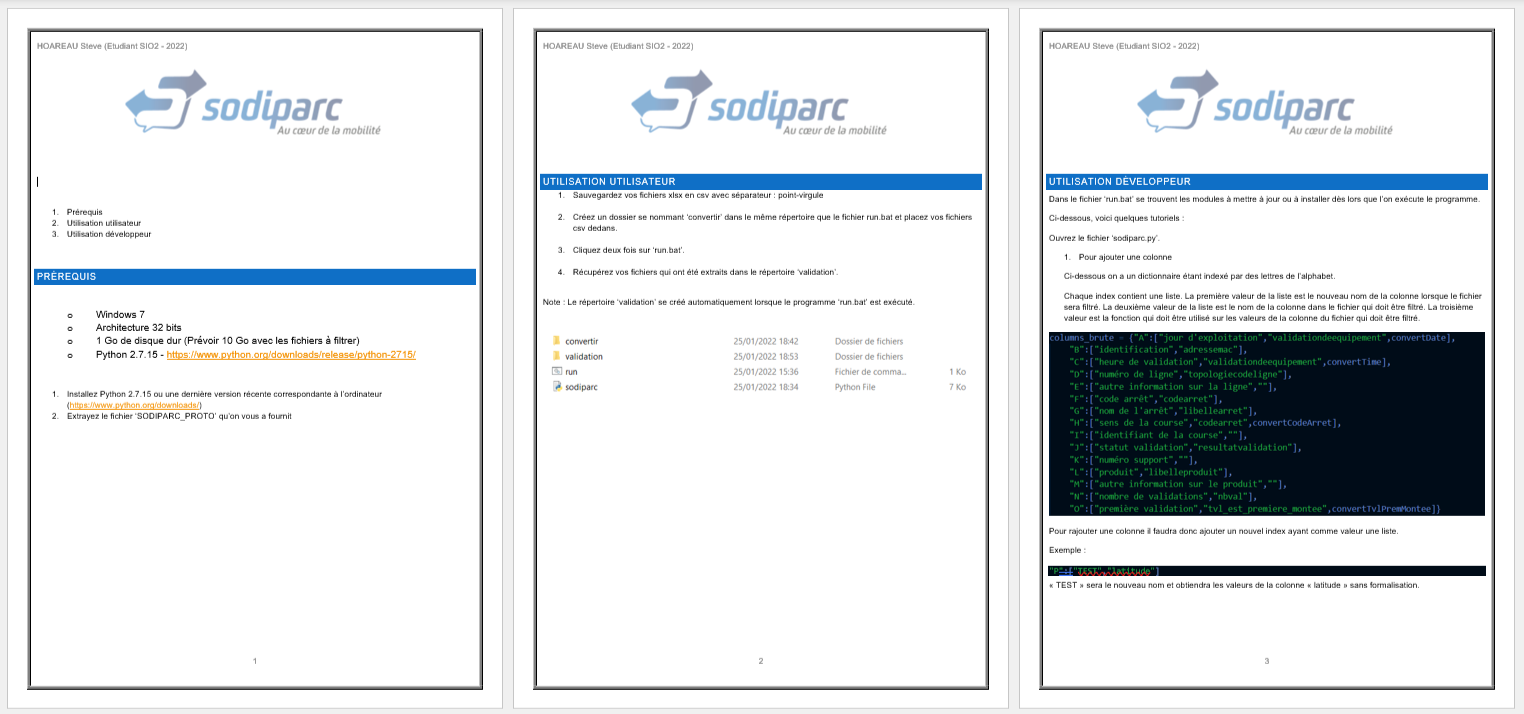 HOAREAU Steve (Etudiant SIO2 - 2022)
sodiparc
Au cœur de la mobilité
1. Prérequis
2. Utilisation utilisateur
3. Utilisation développeur
PRÉREQUIS
o Windows 7
o Architecture 32 bits
o 1 Go de disque dur (Prévoir 10 Go avec les fichiers à filtrer)
o Python 2.7.15 - https://www.python.org/downloads/release/python-2715/
1. Installez Python 2.7.15 ou une dernière version récente correspondante à l'ordinateur
(https://www.python.org/downloads/)
2. Extrayez le fichier 'SODIPARC_PROTO' qu'on vous a fournit
1
HOAREAU Steve (Etudiant SIO2 - 2022)
sodiparc
Au cœur de la mobilité
UTILISATION UTILISATEUR
1. Sauvegardez vos fichiers xlsx en csv avec séparateur : point-virgule
2. Créez un dossier se nommant 'convertir' dans le même répertoire que le fichier run.bat et placez vos fichiers
csv dedans.
3. Cliquez deux fois sur 'run.bat'.
4. Récupérez vos fichiers qui ont été extraits dans le répertoire 'validation'.
Note : Le répertoire 'validation' se créé automatiquement lorsque le programme 'run.bat' est exécuté.
convertir 25/01/2022 18:42 Dossier de fichiers
validation 25/01/2022 18:53 Dossier de fichiers
run 25/01/2022 15:36 Fichier de comma... 1 Ko
sodiparc 25/01/2022 18:34 Python File 7 Ko
2
HOAREAU Steve (Etudiant SIO2 - 2022)
sodiparc
Au cœur de la mobilité
UTILISATION DÉVELOPPEUR
Dans le fichier 'run.bat' se trouvent les modules à mettre à jour ou à installer dès lors que l'on exécute le programme.
Ci-dessous, voici quelques tutoriels :
Ouvrez le fichier 'sodiparc.py'.
1. Pour ajouter une colonne
Ci-dessous on a un dictionnaire étant indexé par des lettres de l'alphabet.
Chaque index contient une liste. La première valeur de la liste est le nouveau nom de la colonne lorsque le fichier
sera filtré. La deuxième valeur de la liste est le nom de la colonne dans le fichier qui doit être filtré. La troisième
valeur est la fonction qui doit être utilisé sur les valeurs de la colonne du fichier qui doit être filtré.
columns_brute = {"A":["jour d'exploitation","validationdeequipement",convertDate],
"B":["identification","adressemac"],
"C":["heure de validation","validationdeequipement",convertTime],
"D":["numéro de ligne","topologiecodeligne"],
"E":["autre information sur la ligne",""],
"F":["code arrêt","codearret"],
"G":["nom de l'arrêt","libellearret"],
"H":["sens de la course","codearret",convertCodeArret],
"I":["identifiant de la course",""],
"J":["statut validation","resultatvalidation"],
"K":["numéro support",""],
"L":["produit","libelleproduit"],
"M":["autre information sur le produit",""],
"N":["nombre de validations","nbval"],
"O":["première validation","tvl_est_premiere_montee",convertTvlPremMontee]}
Pour rajouter une colonne il faudra donc ajouter un nouvel index ayant comme valeur une liste.
Exemple :
"P":["TEST","latitude"]
« TEST » sera le nouveau nom et obtiendra les valeurs de la colonne « latitude » sans formalisation.
3